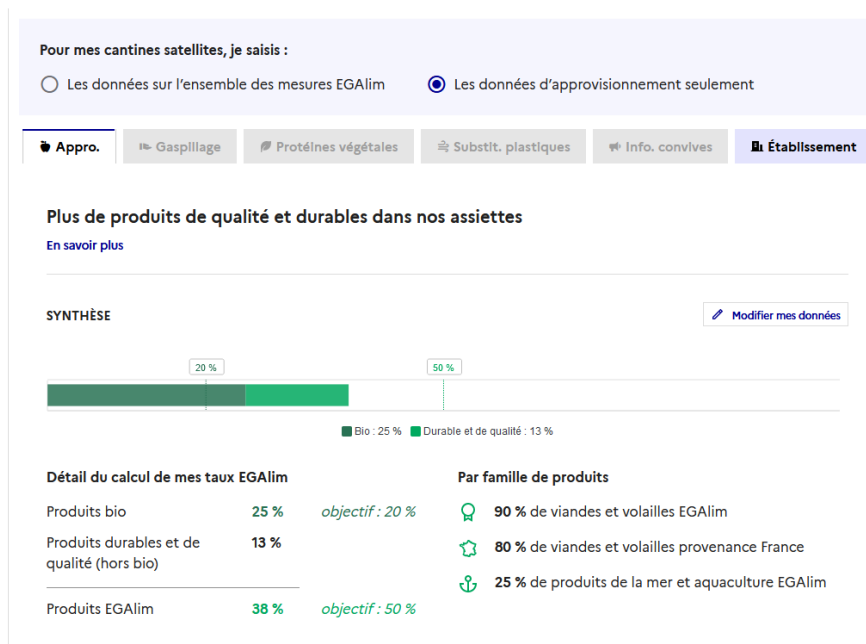 Pour mes cantines satellites, je saisis :
Les données sur l'ensemble des mesures EGAlim
Les données d'approvisionnement seulement
Appro.
Gaspillage
Protéines végétales
Substit. plastiques
Info. convives
Établissement
Plus de produits de qualité et durables dans nos assiettes
En savoir plus
SYNTHÈSE
Modifier mes données
20 %
50 %
Bio : 25 %
Durable et de qualité : 13 %
Détail du calcul de mes taux EGAlim
Produits bio 25 % objectif : 20 %
Produits durables et de 13 %
qualité (hors bio)
Produits EGAlim 38 % objectif : 50 %
Par famille de produits
90 % de viandes et volailles EGAlim
80 % de viandes et volailles provenance France
25 % de produits de la mer et aquaculture EGAlim